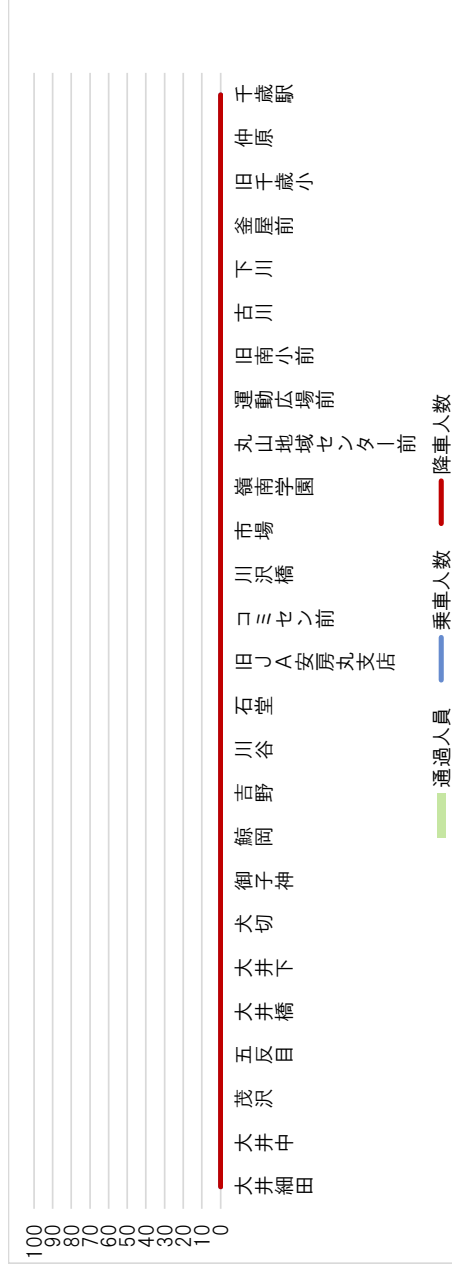 100
90
80
70
60
50
40
30
20
10
0
大井細田
大井中
茂沢
五反目
大井橋
大井下
犬切
御子神
鯨岡
吉野
川谷
石堂
旧JA安房丸支店
コミセン前
川沢橋
市場
嶺南学園
丸山地域センター前
運動広場前
旧南小前
古川
下川
釜屋前
旧千歳小
仲原
千歳駅
通過人員 乗車人数 降車人数